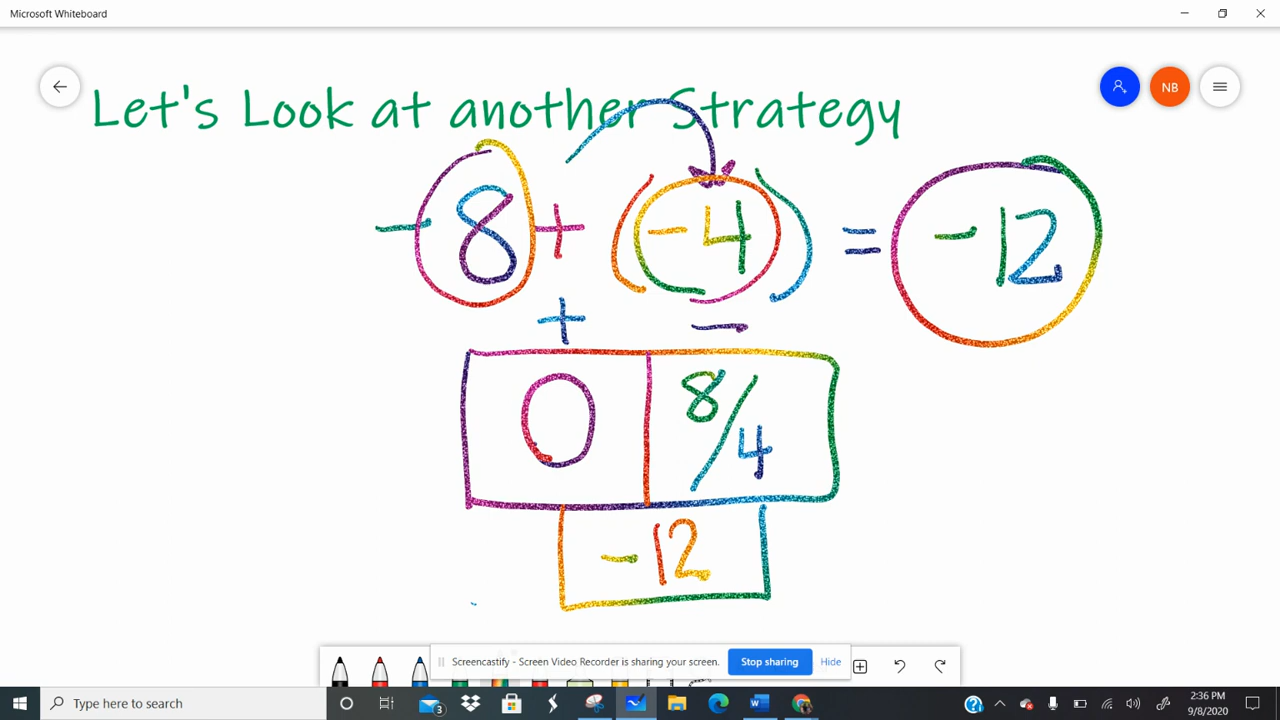 Microsoft Whiteboard
NB
Let's Look at another Strategy
-8 + (-4) = -12
+ -
0 8/4
-12
Screencastify - Screen Video Recorder is sharing your screen. Stop sharing Hide
Type here to search
3
2:36 PM
9/8/2020